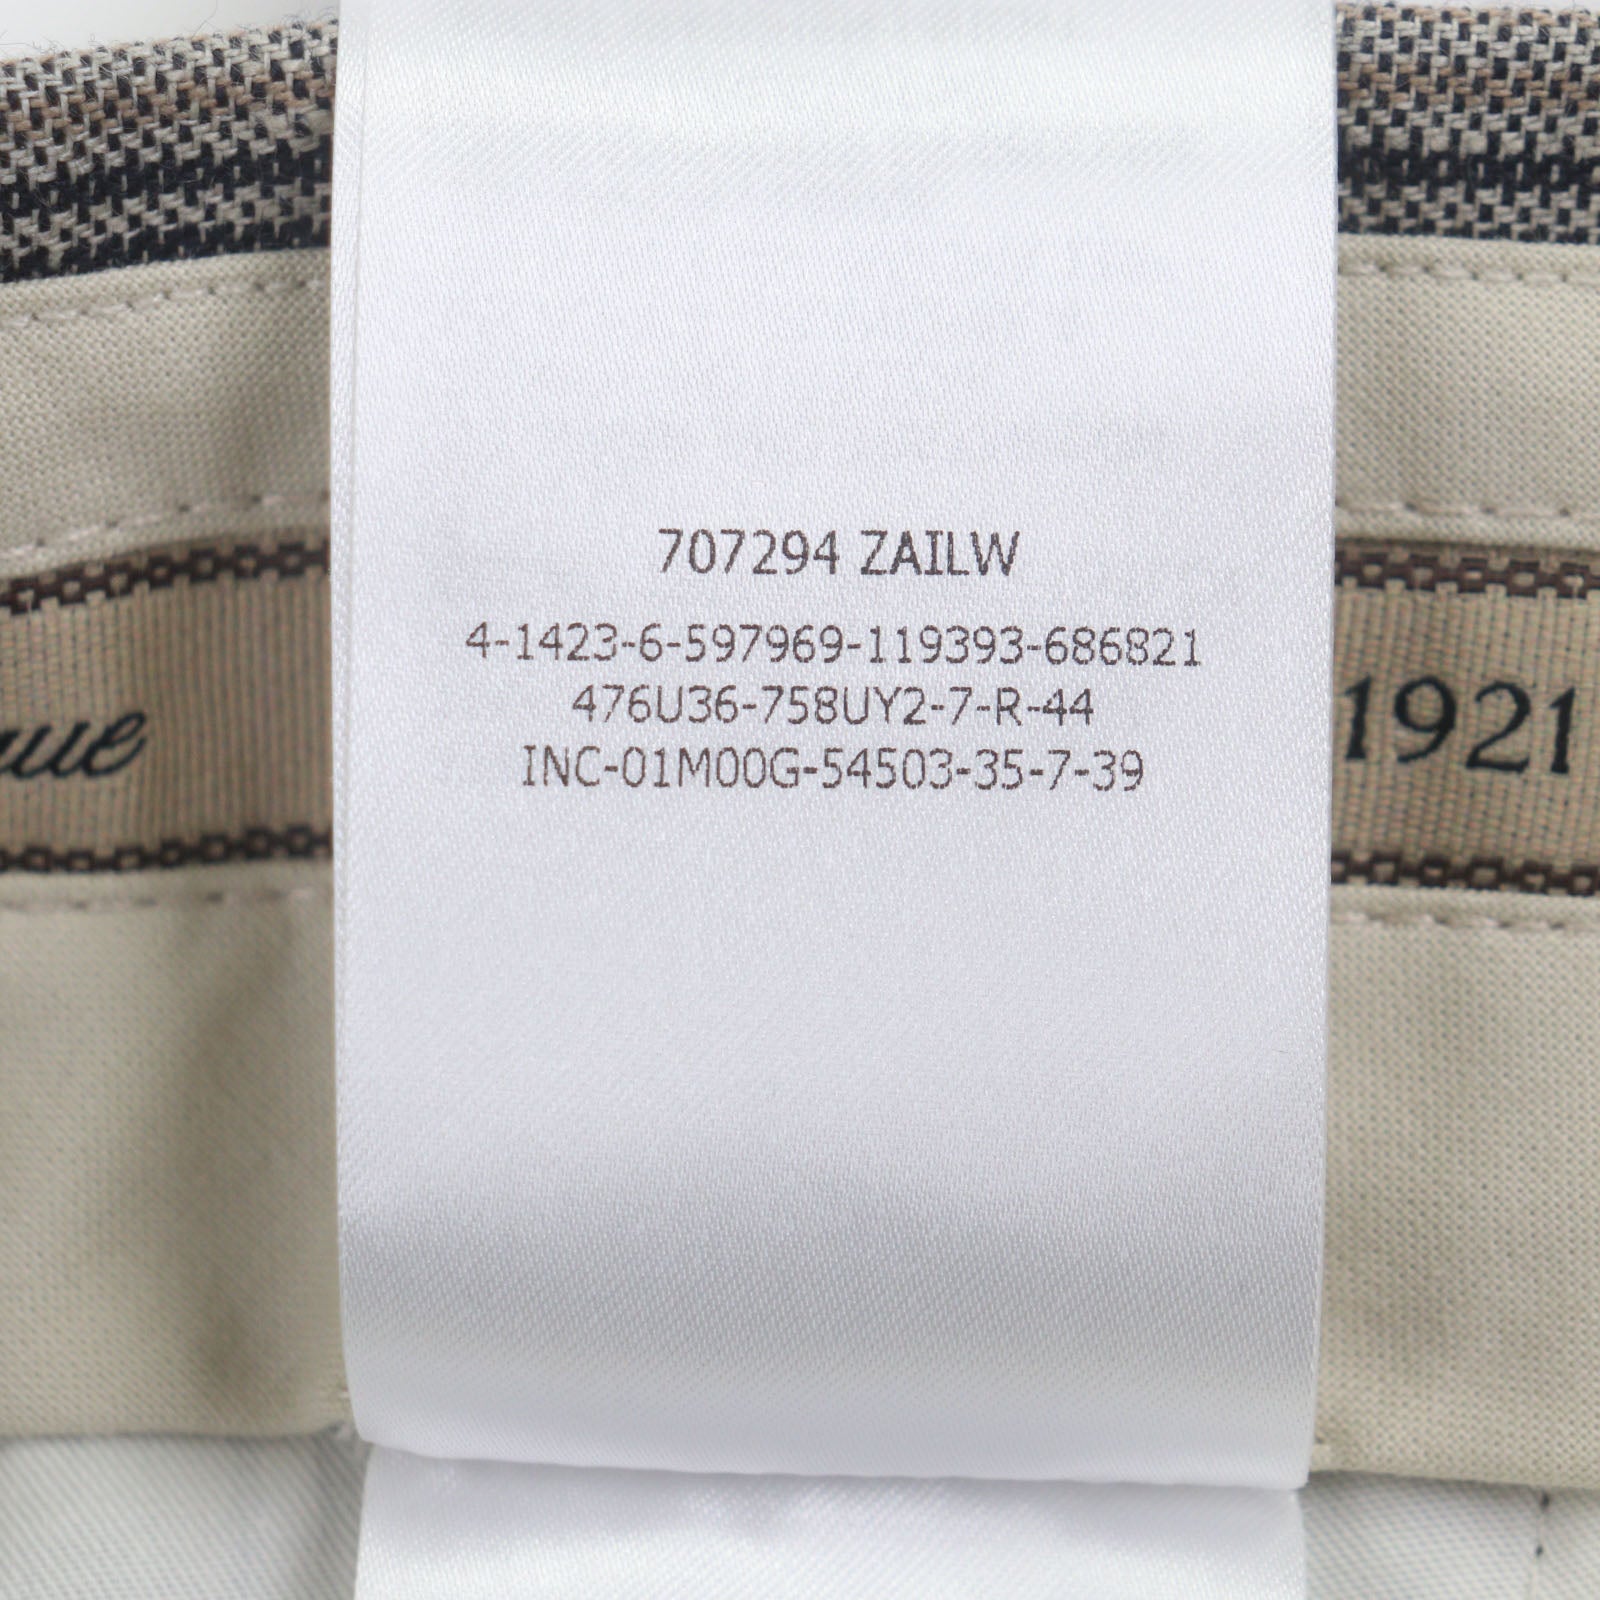 707294 ZAILW
4-1423-6-597969-119393-686821
476U36-758UY2-7-R-44
INC-01M00G-54503-35-7-39
1921